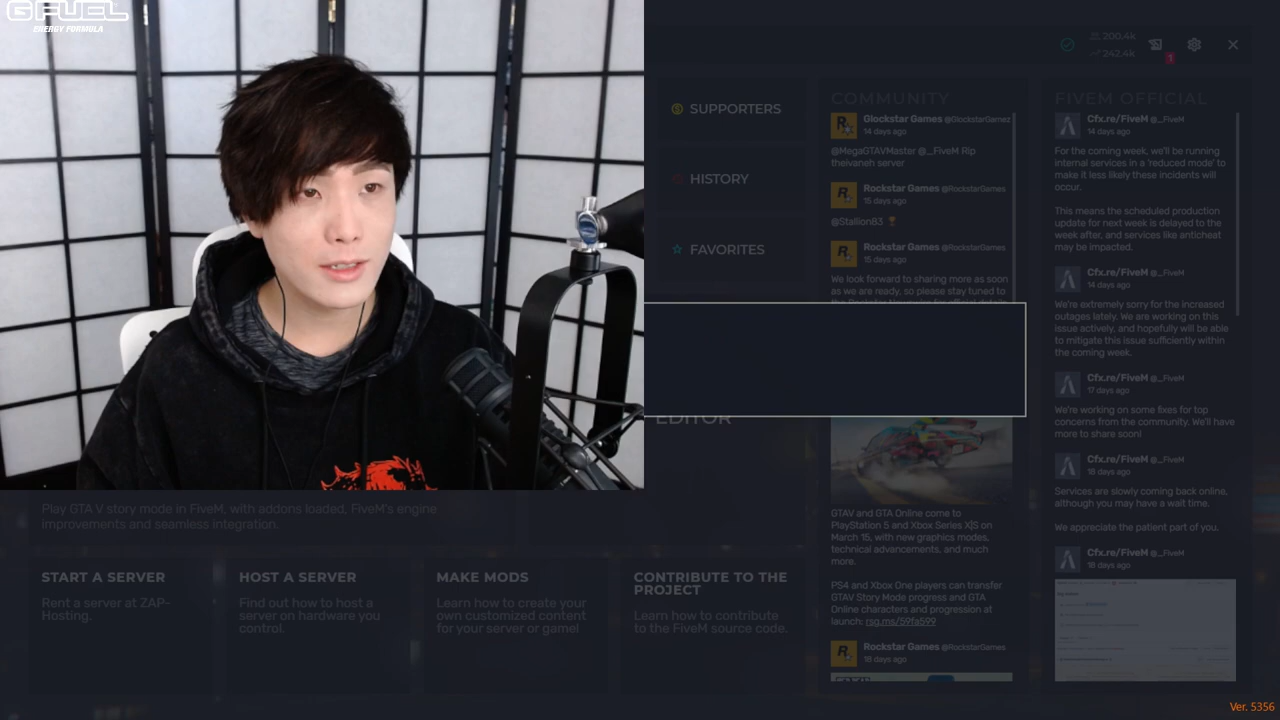 G FUEL
ENERGY FORMULA
200.4k
242.4k
1
SUPPORTERS
HISTORY
FAVORITES
EDITOR
Play GTA V story mode in FiveM, with addons loaded, FiveM's engine
improvements and seamless integration.
START A SERVER
Rent a server at ZAP-
Hosting.
HOST A SERVER
Find out how to host a
server on hardware you
control.
MAKE MODS
Learn how to create your
own customized content
for your server or game!
CONTRIBUTE TO THE
PROJECT
Learn how to contribute
to the FiveM source code.
COMMUNITY
Glockstar Games @GlockstarGamez
14 days ago
@MegaGTAVMaster @_FiveM Rip
theivaneh server
Rockstar Games @RockstarGames
15 days ago
@Stallion83 🏆
Rockstar Games @RockstarGames
15 days ago
We look forward to sharing more as soon
as we are ready, so please stay tuned to
GTAV and GTA Online come to
PlayStation 5 and Xbox Series X|S on
March 15, with new graphics modes,
technical advancements, and much
more.
PS4 and Xbox One players can transfer
GTAV Story Mode progress and GTA
Online characters and progression at
launch: rsg.ms/59fa599
Rockstar Games @RockstarGames
18 days ago
FIVEM OFFICIAL
Cfx.re/FiveM @_FiveM
14 days ago
For the coming week, we'll be running
internal services in a 'reduced mode' to
make it less likely these incidents will
occur.
This means the scheduled production
update for next week is delayed to the
week after, and services like anticheat
may be impacted.
Cfx.re/FiveM @_FiveM
14 days ago
We're extremely sorry for the increased
outages lately. We are working on this
issue actively, and hopefully will be able
to mitigate this issue sufficiently within
the coming week.
Cfx.re/FiveM @_FiveM
17 days ago
We're working on some fixes for top
concerns from the community. We'll have
more to share soon!
Cfx.re/FiveM @_FiveM
18 days ago
Services are slowly coming back online,
although you may have a wait time.
We appreciate the patient part of you.
Cfx.re/FiveM @_FiveM
18 days ago
Ver. 5356